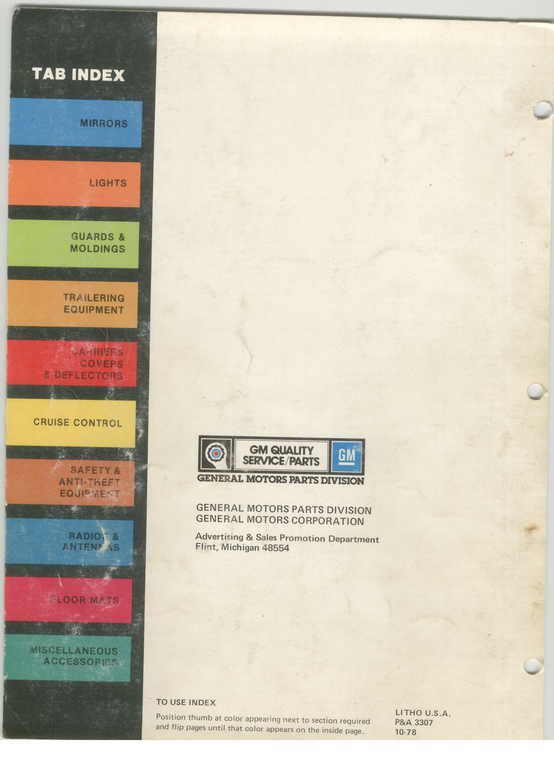 TAB INDEX
MIRRORS
LIGHTS
GUARDS &
MOLDINGS
TRAILERING
EQUIPMENT
CARRIERS
COVERS
& DEFLECTORS
CRUISE CONTROL
SAFETY &
ANTI-THEFT
EQUIPMENT
RADIOS &
ANTENNAS
FLOOR MATS
MISCELLANEOUS
ACCESSORIES
GM QUALITY
SERVICE/PARTS
GM
GENERAL MOTORS PARTS DIVISION
GENERAL MOTORS PARTS DIVISION
GENERAL MOTORS CORPORATION
Advertising & Sales Promotion Department
Flint, Michigan 48554
TO USE INDEX
Position thumb at color appearing next to section required
and flip pages until that color appears on the inside page.
LITHO U.S.A.
P&A 3307
10-78